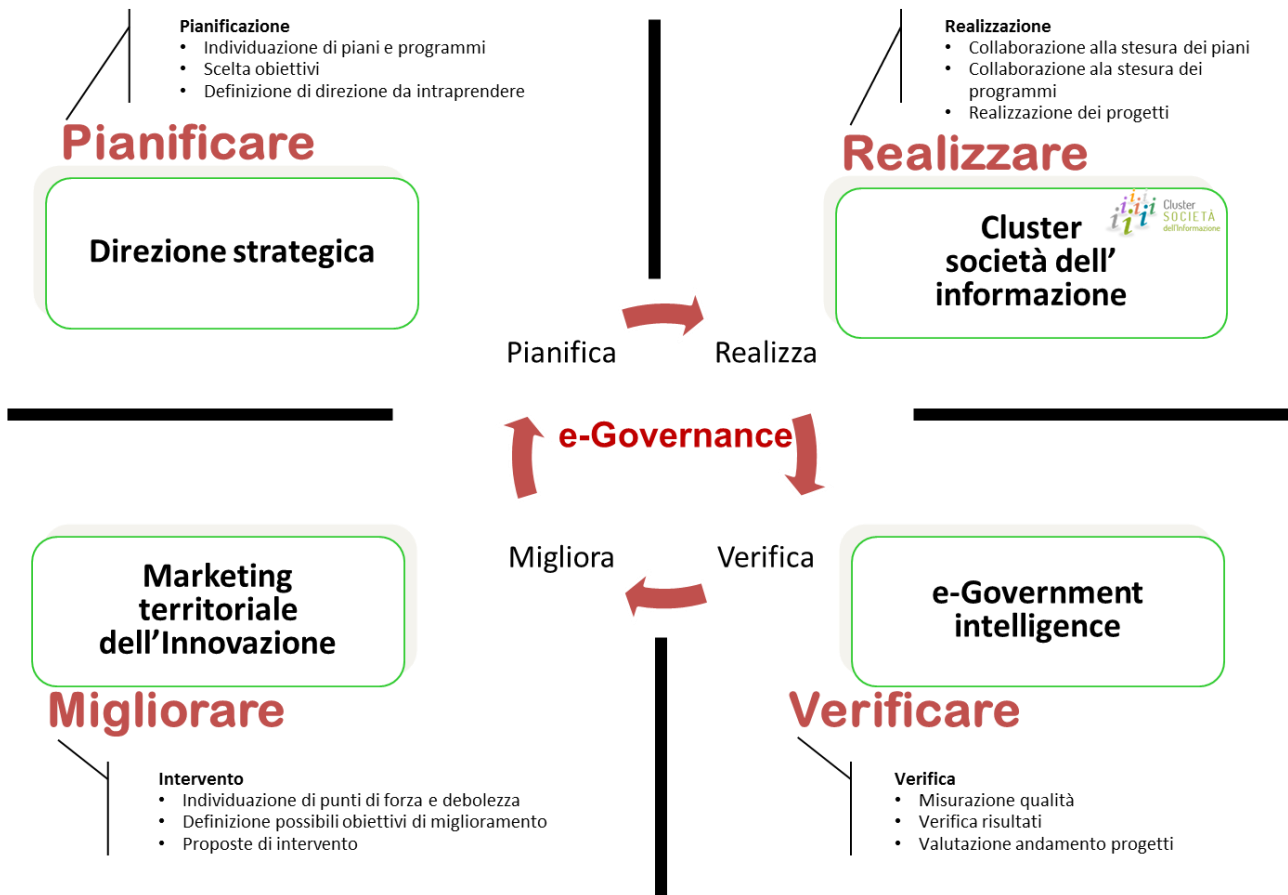 Pianificazione
• Individuazione di piani e programmi
• Scelta obiettivi
• Definizione di direzione da intraprendere
Pianificare
Direzione strategica
Realizzazione
• Collaborazione alla stesura dei piani
• Collaborazione ala stesura dei
programmi
• Realizzazione dei progetti
Realizzare
Cluster
SOCIETÀ
dell'Informazione
Cluster
società dell’
informazione
Pianifica
Realizza
e-Governance
Migliora
Verifica
Marketing
territoriale
dell’Innovazione
Migliorare
Intervento
• Individuazione di punti di forza e debolezza
• Definizione possibili obiettivi di miglioramento
• Proposte di intervento
e-Government
intelligence
Verificare
Verifica
• Misurazione qualità
• Verifica risultati
• Valutazione andamento progetti